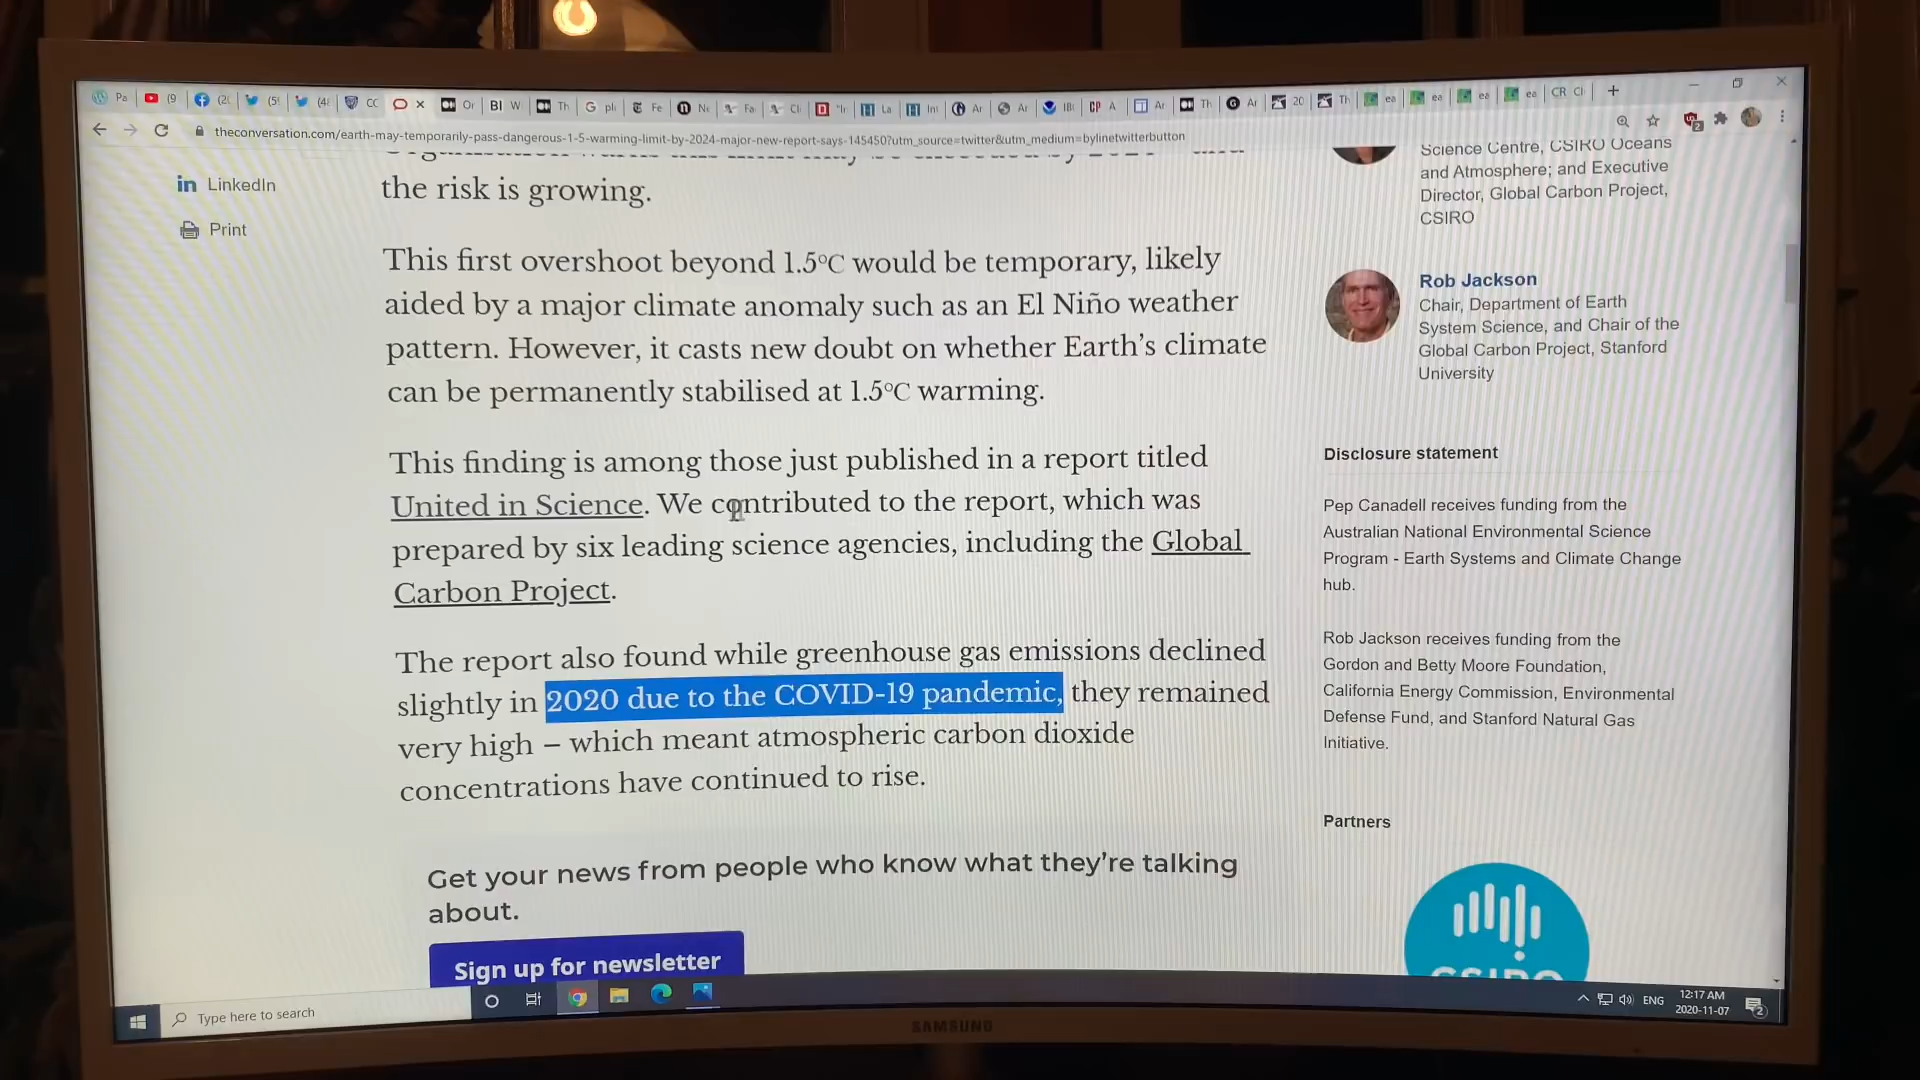 theconversation.com/earth-may-temporarily-pass-dangerous-1-5-warming-limit-by-2024-major-new-report-says-145450?utm_source=twitter&utm_medium=bylinetwitterbutton
LinkedIn
Print
the risk is growing.
This first overshoot beyond 1.5°C would be temporary, likely
aided by a major climate anomaly such as an El Niño weather
pattern. However, it casts new doubt on whether Earth's climate
can be permanently stabilised at 1.5°C warming.
This finding is among those just published in a report titled
United in Science. We contributed to the report, which was
prepared by six leading science agencies, including the Global
Carbon Project.
The report also found while greenhouse gas emissions declined
slightly in 2020 due to the COVID-19 pandemic, they remained
very high – which meant atmospheric carbon dioxide
concentrations have continued to rise.
Get your news from people who know what they're talking
about.
Sign up for newsletter
Science Centre, CSIRO Oceans
and Atmosphere; and Executive
Director, Global Carbon Project,
CSIRO
Rob Jackson
Chair, Department of Earth
System Science, and Chair of the
Global Carbon Project, Stanford
University
Disclosure statement
Pep Canadell receives funding from the
Australian National Environmental Science
Program - Earth Systems and Climate Change
hub.
Rob Jackson receives funding from the
Gordon and Betty Moore Foundation,
California Energy Commission, Environmental
Defense Fund, and Stanford Natural Gas
Initiative.
Partners
CSIRO
Type here to search
ENG
12:17 AM
2020-11-07
2
SAMSUNG